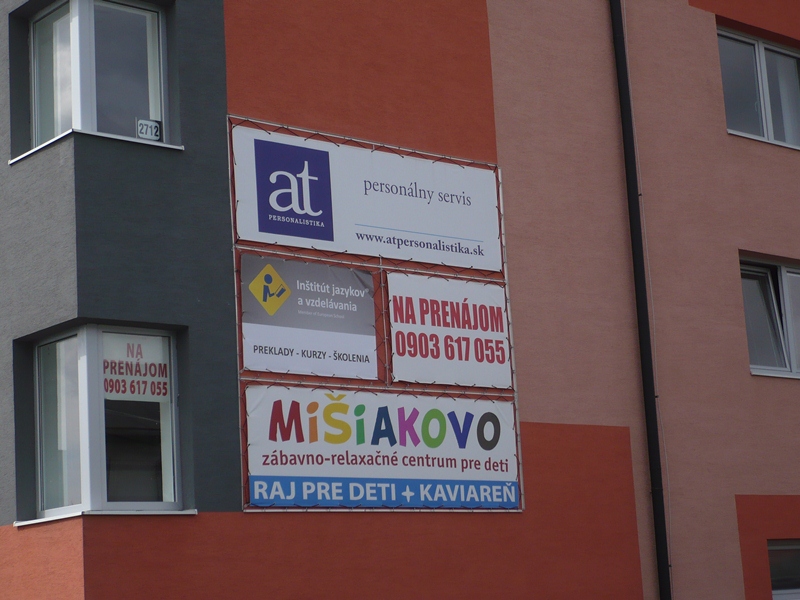 2712
at
PERSONALISTIKA
personálny servis
www.atpersonalistika.sk
Inštitút jazykov
a vzdelávania
PREKLADY - KURZY - ŠKOLENIA
NA PRENÁJOM
0903 617 055
NA
PRENÁJOM
0903 617 055
MiŠiAKOVO
zábavno-relaxačné centrum pre deti
RAJ PRE DETI + KAVIAREŇ